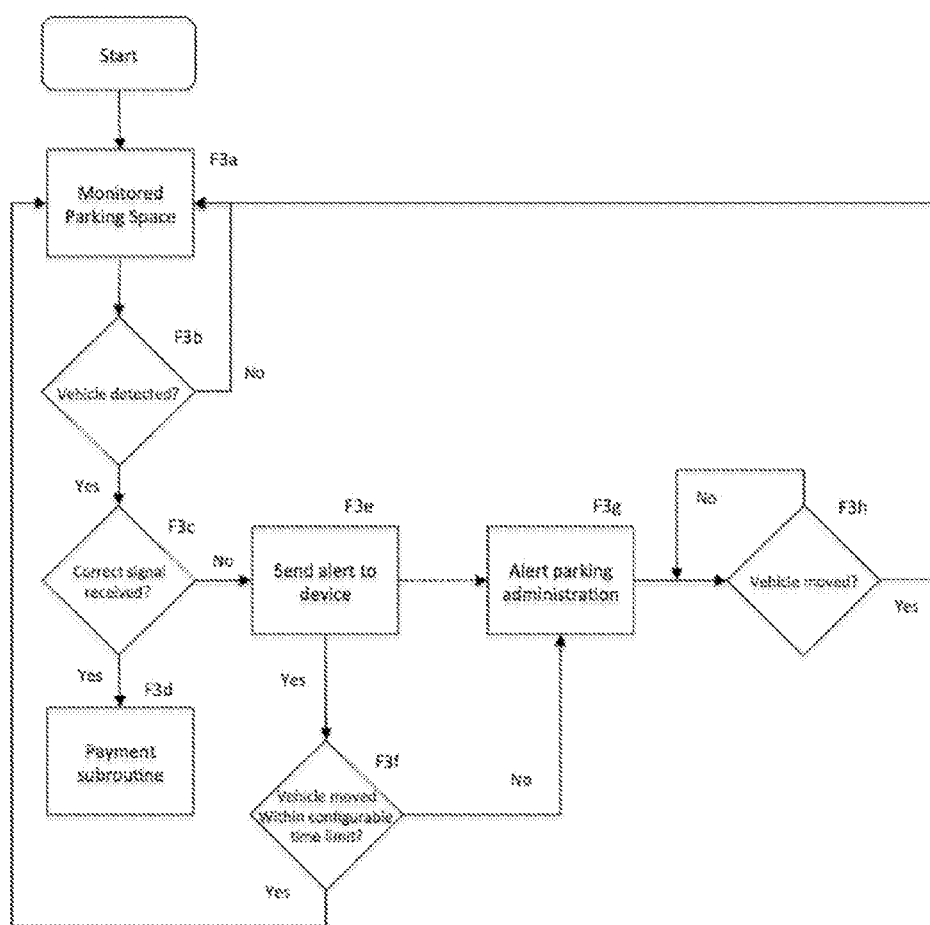 Start
F3a
Monitored
Parking Space
F3b
Vehicle detected?
No
Yes
F3c
Correct signal
received?
No
F3e
Send alert to
device
F3g
Alert parking
administration
No
F3h
Vehicle moved?
Yes
Yes
F3d
Payment
subroutine
Yes
F3f
Vehicle moved
Within configurable
time limit?
No
Yes